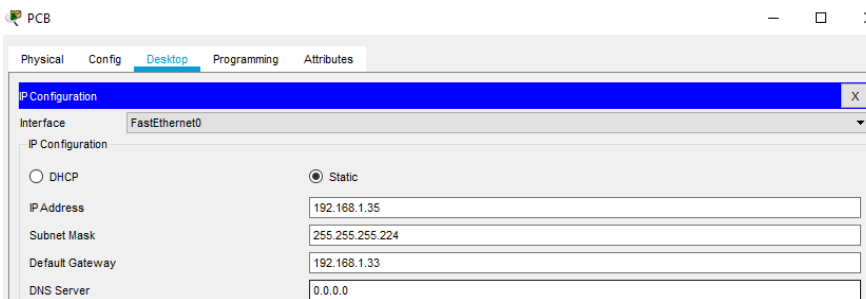 PCB
Physical Config Desktop Programming Attributes
IP Configuration X
Interface FastEthernet0
IP Configuration
DHCP Static
IP Address 192.168.1.35
Subnet Mask 255.255.255.224
Default Gateway 192.168.1.33
DNS Server 0.0.0.0